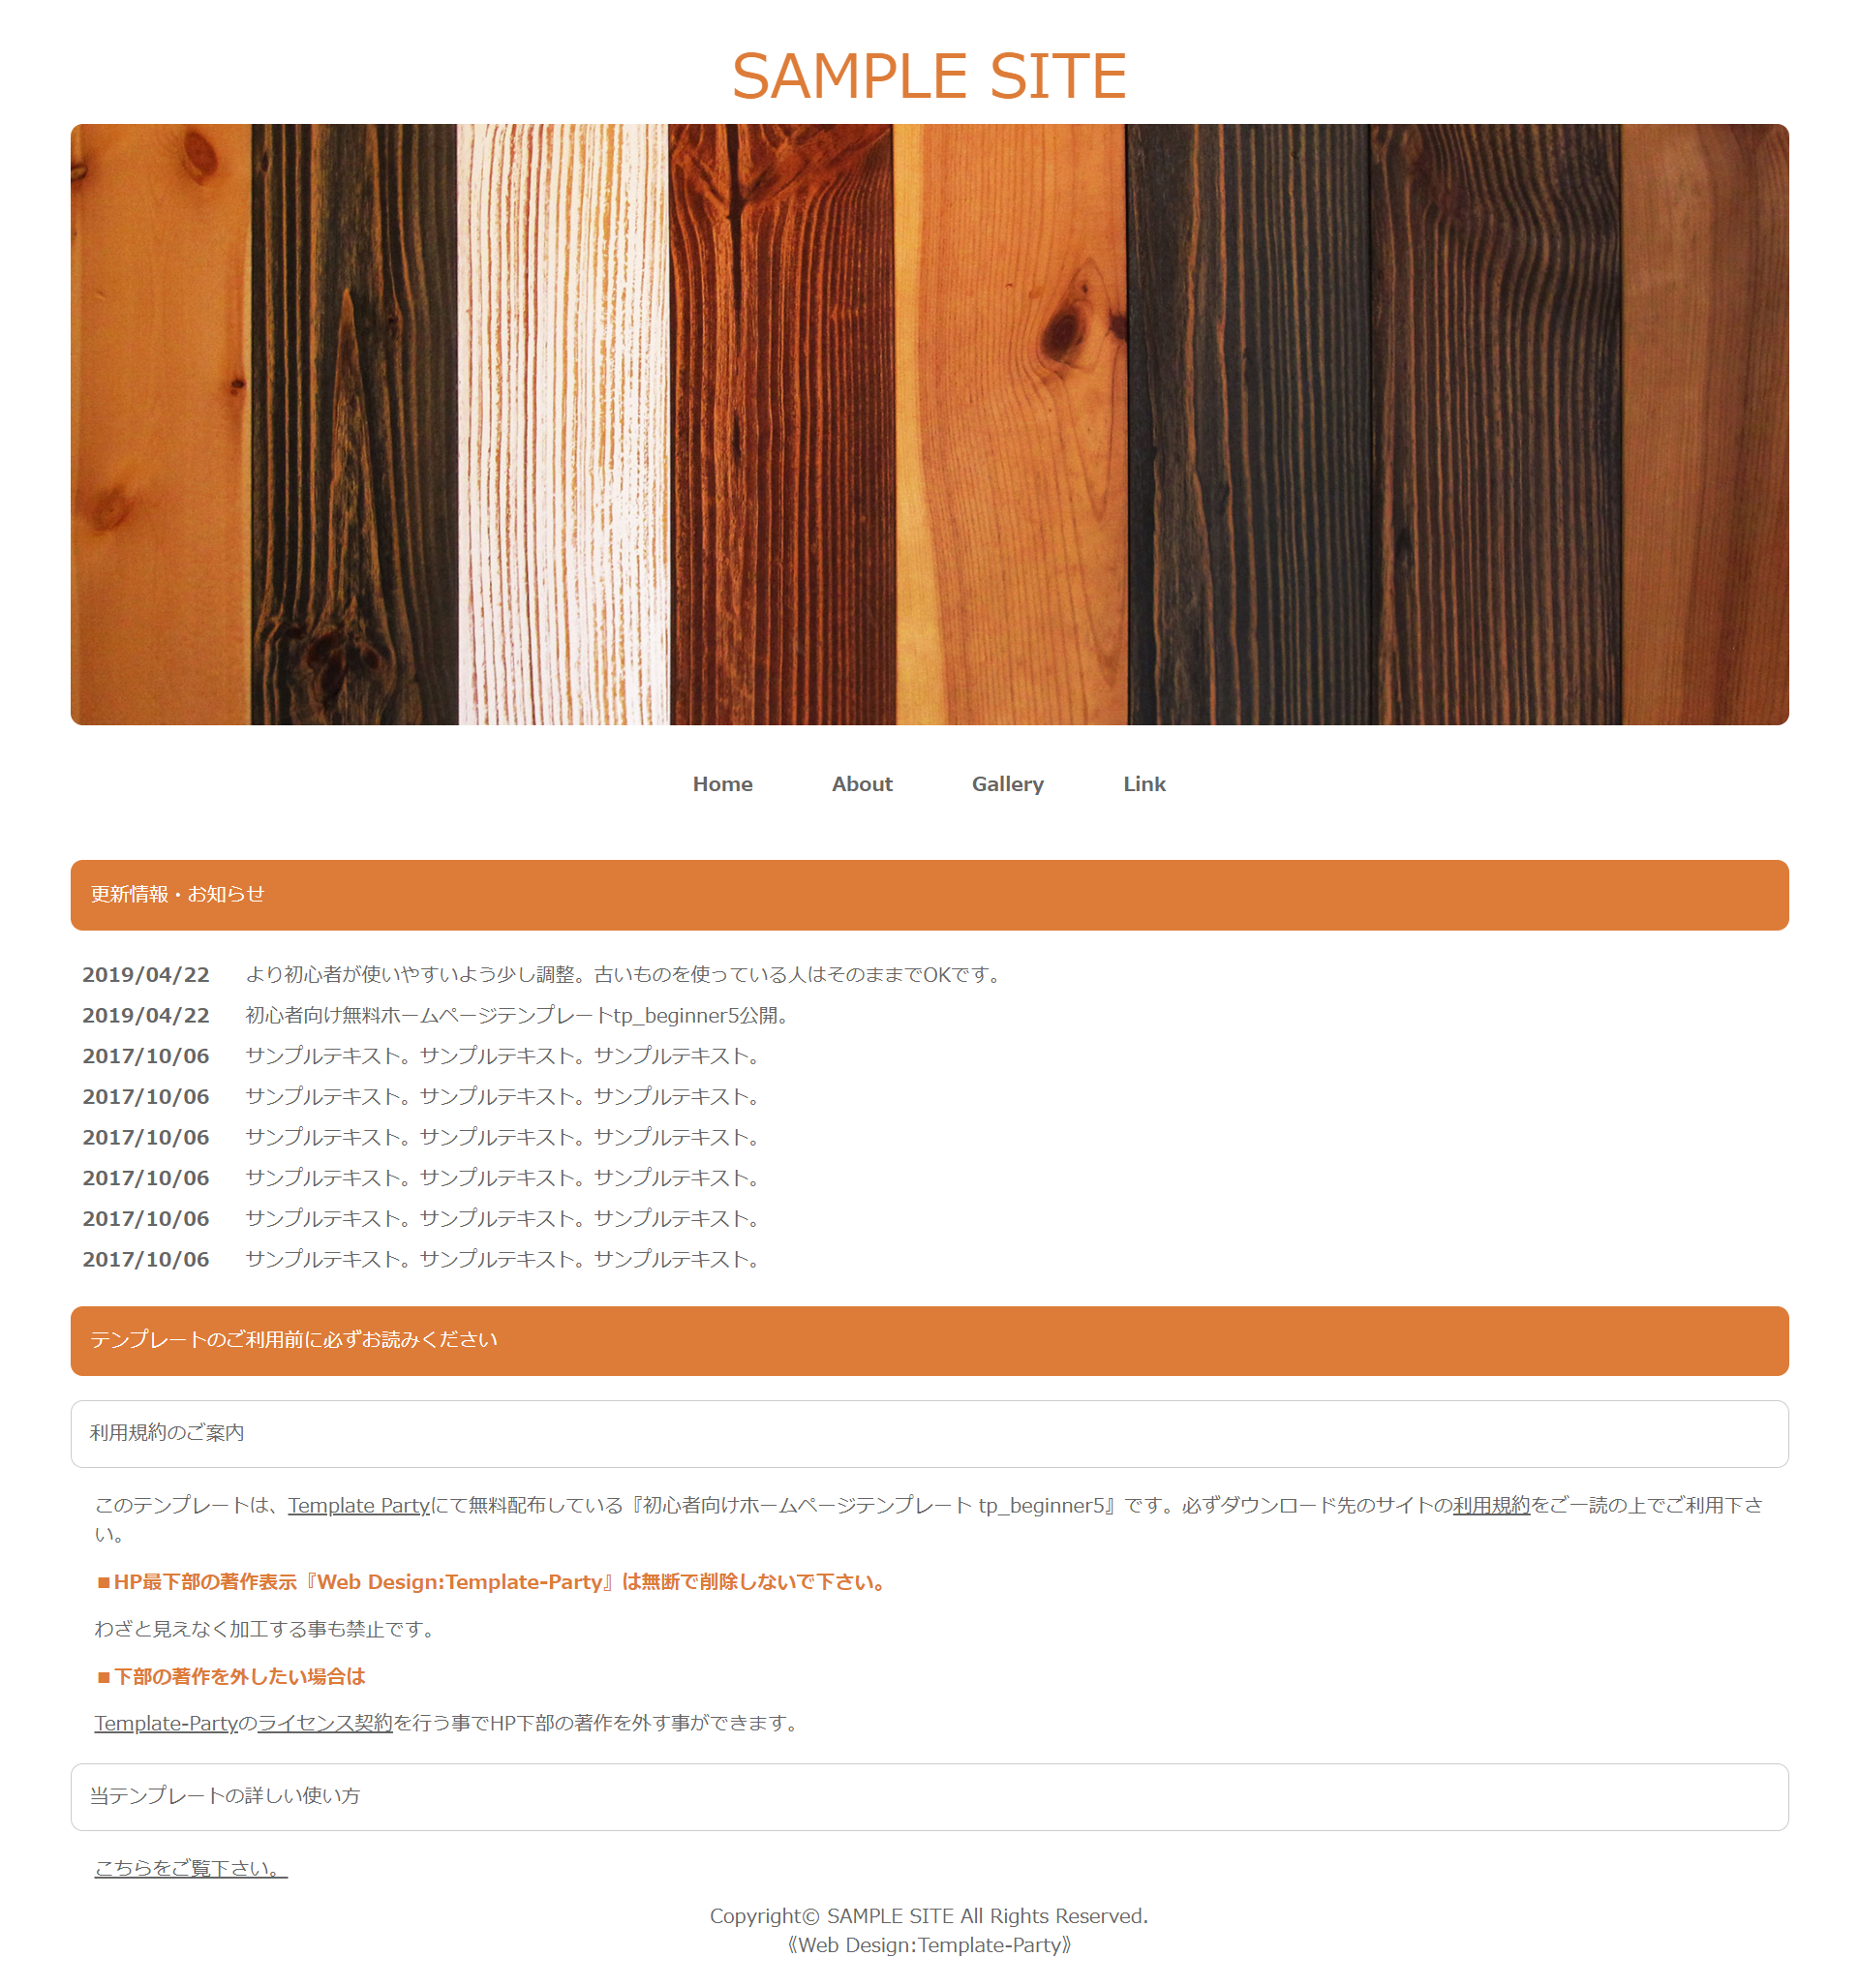 SAMPLE SITE
Home About Gallery Link
更新情報・お知らせ
2019/04/22 より初心者が使いやすいよう少し調整。古いものを使っている人はそのままでOKです。
2019/04/22 初心者向け無料ホームページテンプレートtp_beginner5公開。
2017/10/06 サンプルテキスト。サンプルテキスト。サンプルテキスト。
2017/10/06 サンプルテキスト。サンプルテキスト。サンプルテキスト。
2017/10/06 サンプルテキスト。サンプルテキスト。サンプルテキスト。
2017/10/06 サンプルテキスト。サンプルテキスト。サンプルテキスト。
2017/10/06 サンプルテキスト。サンプルテキスト。サンプルテキスト。
2017/10/06 サンプルテキスト。サンプルテキスト。サンプルテキスト。
テンプレートのご利用前に必ずお読みください
利用規約のご案内
このテンプレートは、Template Partyにて無料配布している『初心者向けホームページテンプレート tp_beginner5』です。必ずダウンロード先のサイトの利用規約をご一読の上でご利用下さ
い。
■HP最下部の著作表示『Web Design:Template-Party』は無断で削除しないで下さい。
わざと見えなく加工する事も禁止です。
■下部の著作を外したい場合は
Template-Partyのライセンス契約を行う事でHP下部の著作を外す事ができます。
当テンプレートの詳しい使い方
こちらをご覧下さい。
Copyright© SAMPLE SITE All Rights Reserved.
《Web Design:Template-Party》